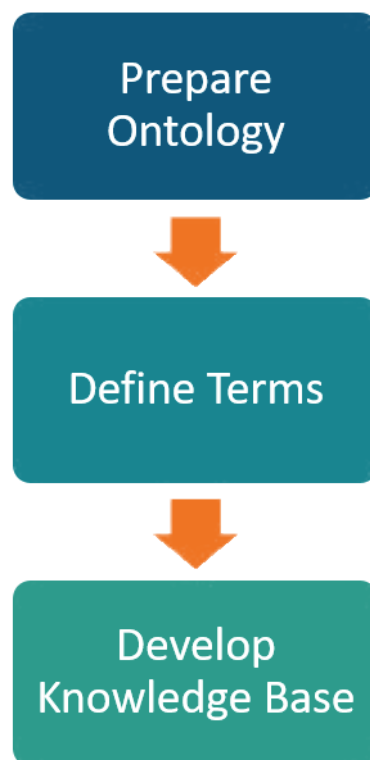 Prepare
Ontology
Define Terms
Develop
Knowledge Base